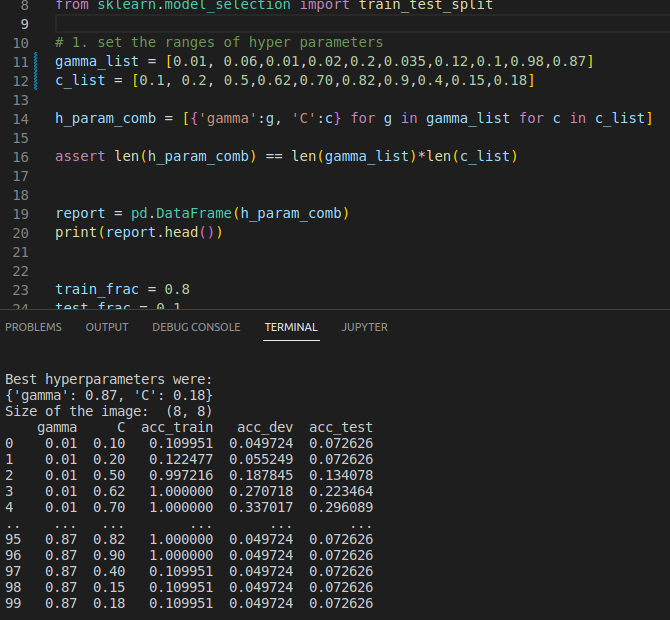 8 from sklearn.model_selection import train_test_split
9
10 # 1. set the ranges of hyper parameters
11 gamma_list = [0.01, 0.06,0.01,0.02,0.2,0.035,0.12,0.1,0.98,0.87]
12 c_list = [0.1, 0.2, 0.5,0.62,0.70,0.82,0.9,0.4,0.15,0.18]
13
14 h_param_comb = [{'gamma':g, 'C':c} for g in gamma_list for c in c_list]
15
16 assert len(h_param_comb) == len(gamma_list)*len(c_list)
17
18
19 report = pd.DataFrame(h_param_comb)
20 print(report.head())
21
22
23 train_frac = 0.8
24 test_frac = 0.1
PROBLEMS OUTPUT DEBUG CONSOLE TERMINAL JUPYTER
Best hyperparameters were:
{'gamma': 0.87, 'C': 0.18}
Size of the image:  (8, 8)
    gamma     C  acc_train   acc_dev  acc_test
0    0.01  0.10   0.109951  0.049724  0.072626
1    0.01  0.20   0.122477  0.055249  0.072626
2    0.01  0.50   0.997216  0.187845  0.134078
3    0.01  0.62   1.000000  0.270718  0.223464
4    0.01  0.70   1.000000  0.337017  0.296089
..    ...   ...        ...       ...       ...
95   0.87  0.82   1.000000  0.049724  0.072626
96   0.87  0.90   1.000000  0.049724  0.072626
97   0.87  0.40   0.109951  0.049724  0.072626
98   0.87  0.15   0.109951  0.049724  0.072626
99   0.87  0.18   0.109951  0.049724  0.072626